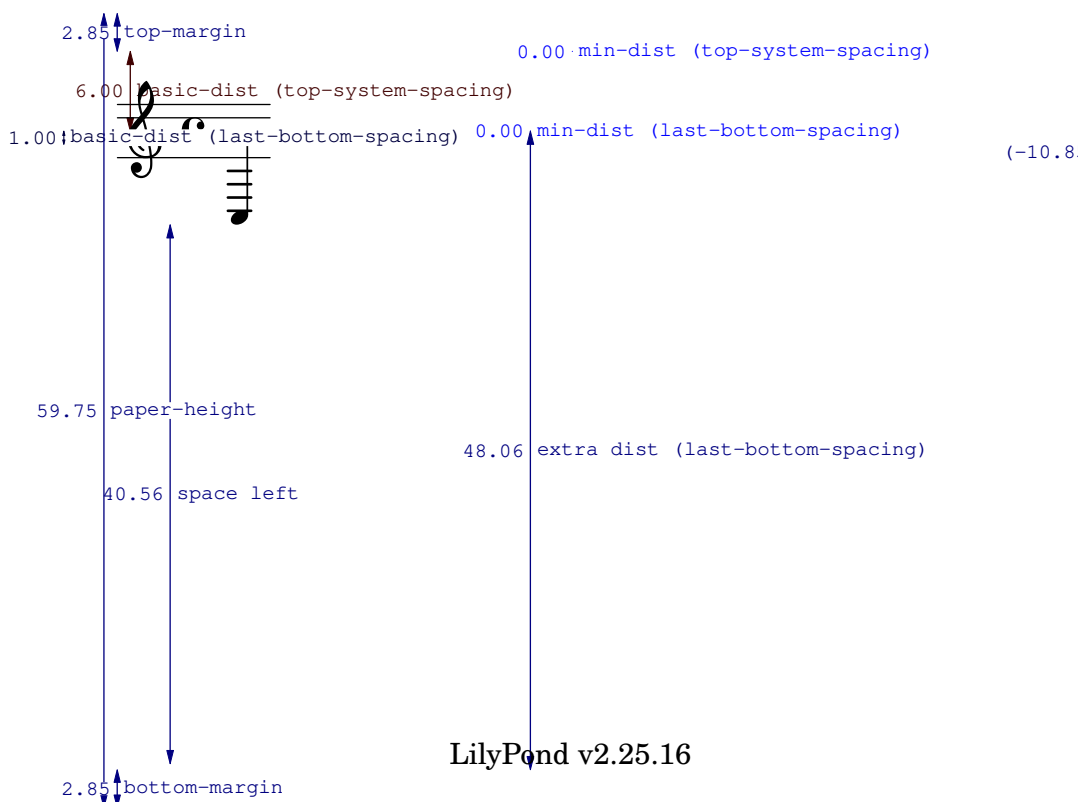 2.85 top-margin
0.00 min-dist (top-system-spacing)
6.00 basic-dist (top-system-spacing)
1.00 basic-dist (last-bottom-spacing)
0.00 min-dist (last-bottom-spacing)
(-10.8
59.75 paper-height
48.06 extra dist (last-bottom-spacing)
40.56 space left
LilyPond v2.25.16
2.85 bottom-margin